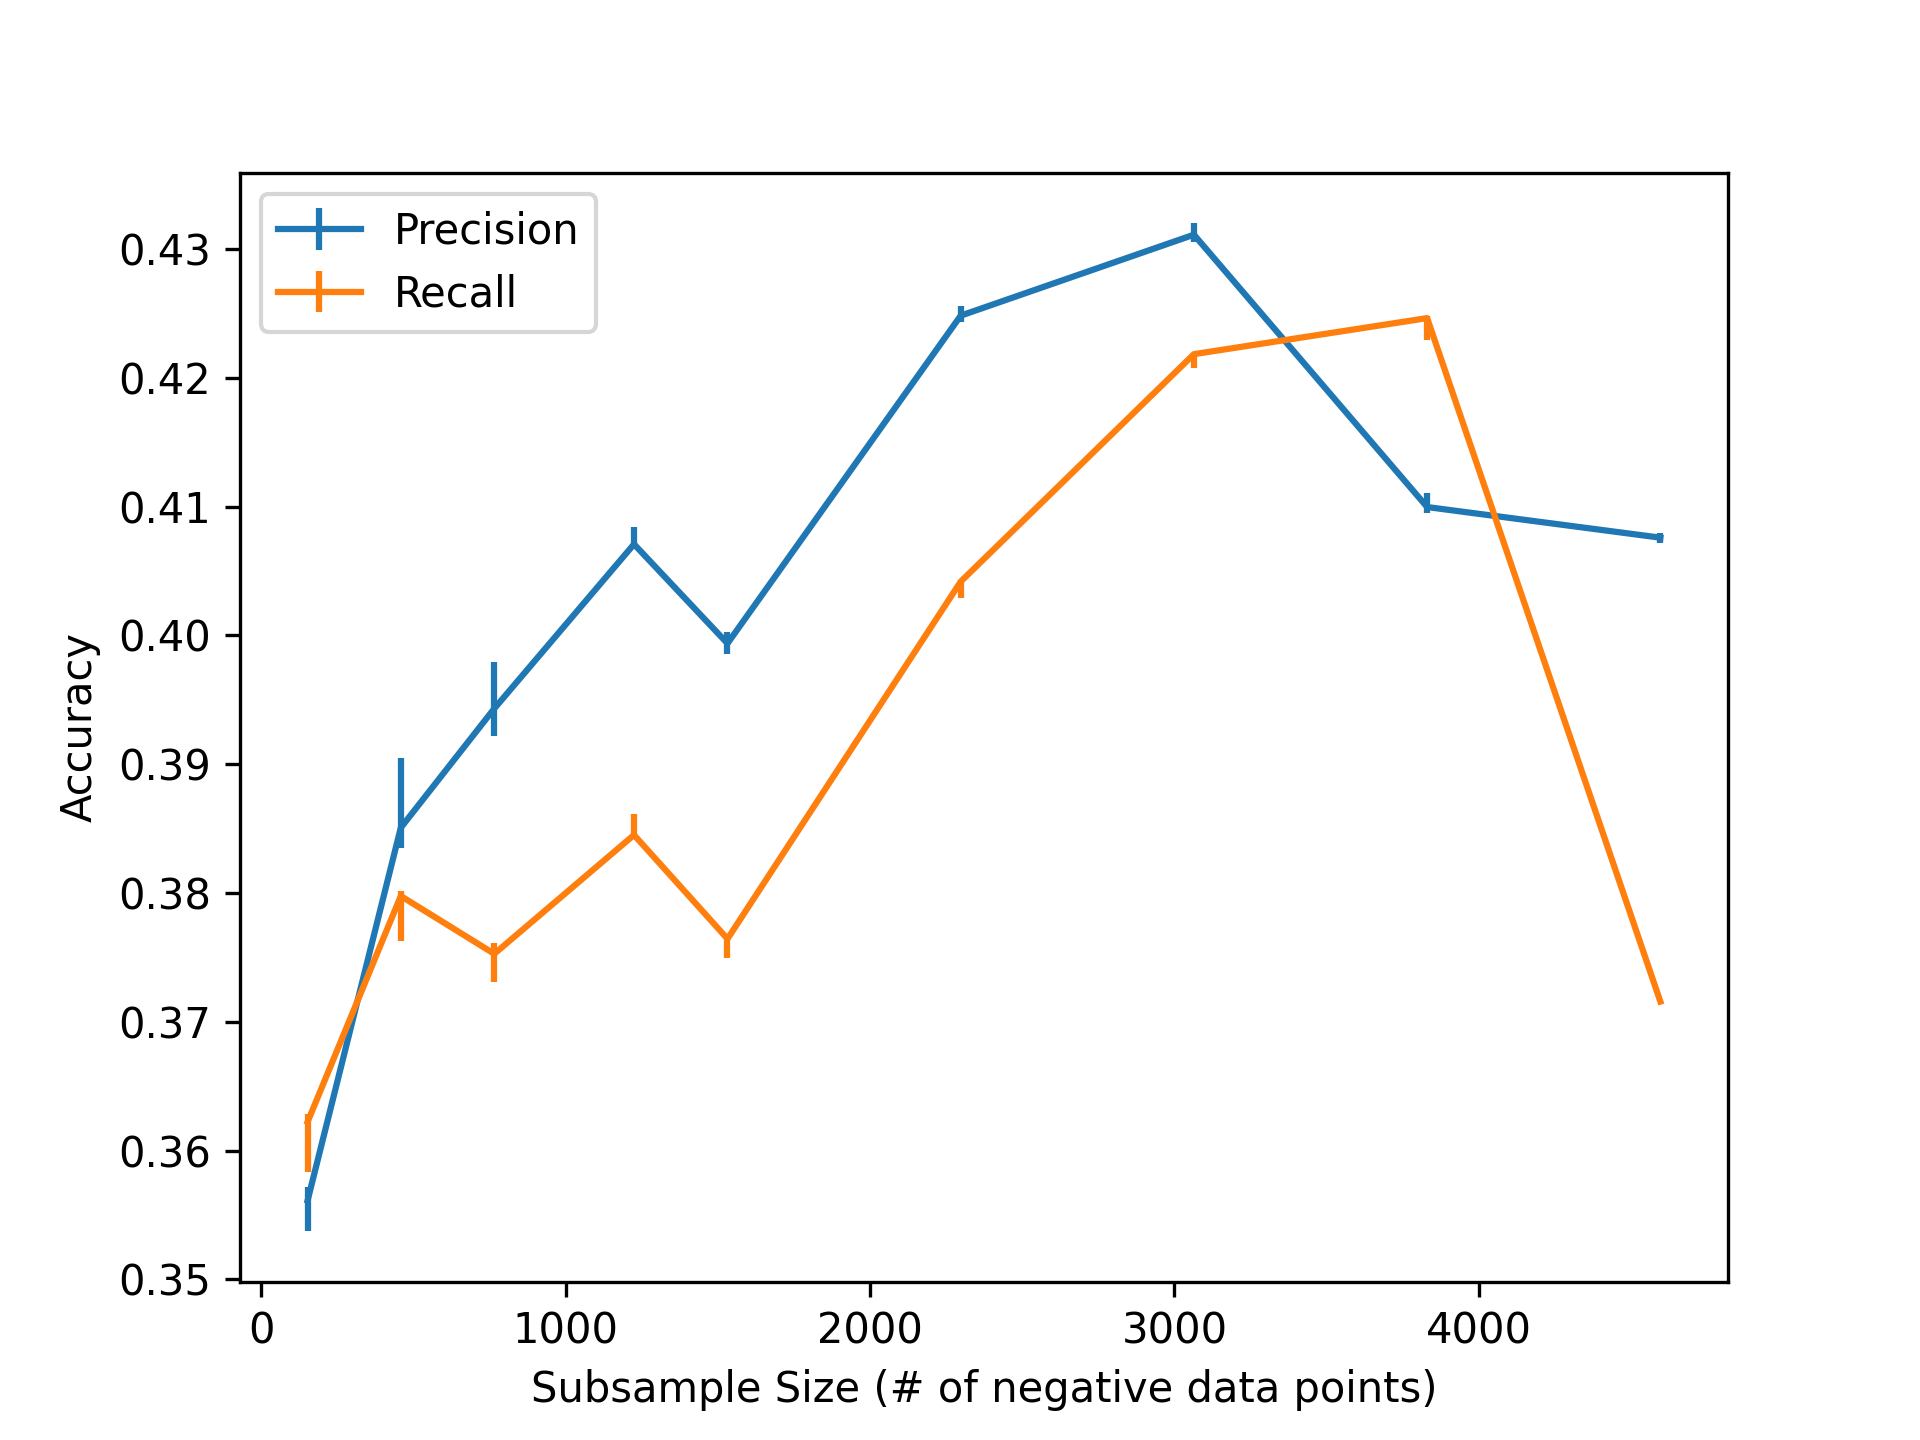 Precision
Recall
0.43
0.42
0.41
0.40
0.39
0.38
0.37
0.36
0.35
Accuracy
0 1000 2000 3000 4000
Subsample Size (# of negative data points)